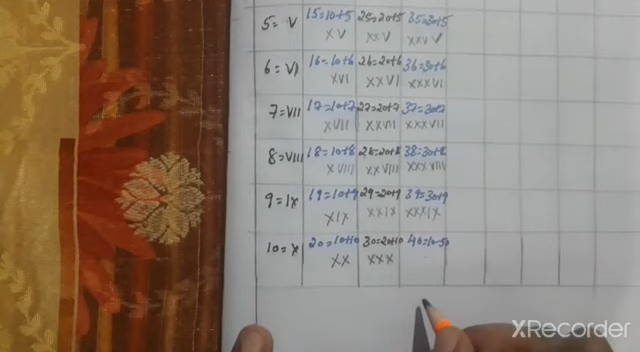 5= V 15=10+5 25=20+5 35=30+5
XV XXV XXXV
6= VI 16=10+6 26=20+6 36=30+6
XVI XXVI XXXVI
7=VII 17=10+7 27=20+7 37=30+7
XVII XXVII XXXVII
8=VIII 18=10+8 28=20+8 38=30+8
XVIII XXVIII XXXVIII
9=IX 19=10+9 29=20+9 39=30+9
XIX XXIX XXXIX
10=X 20=10+10 30=20+10 40=10-50
XX XXX
XRecorder